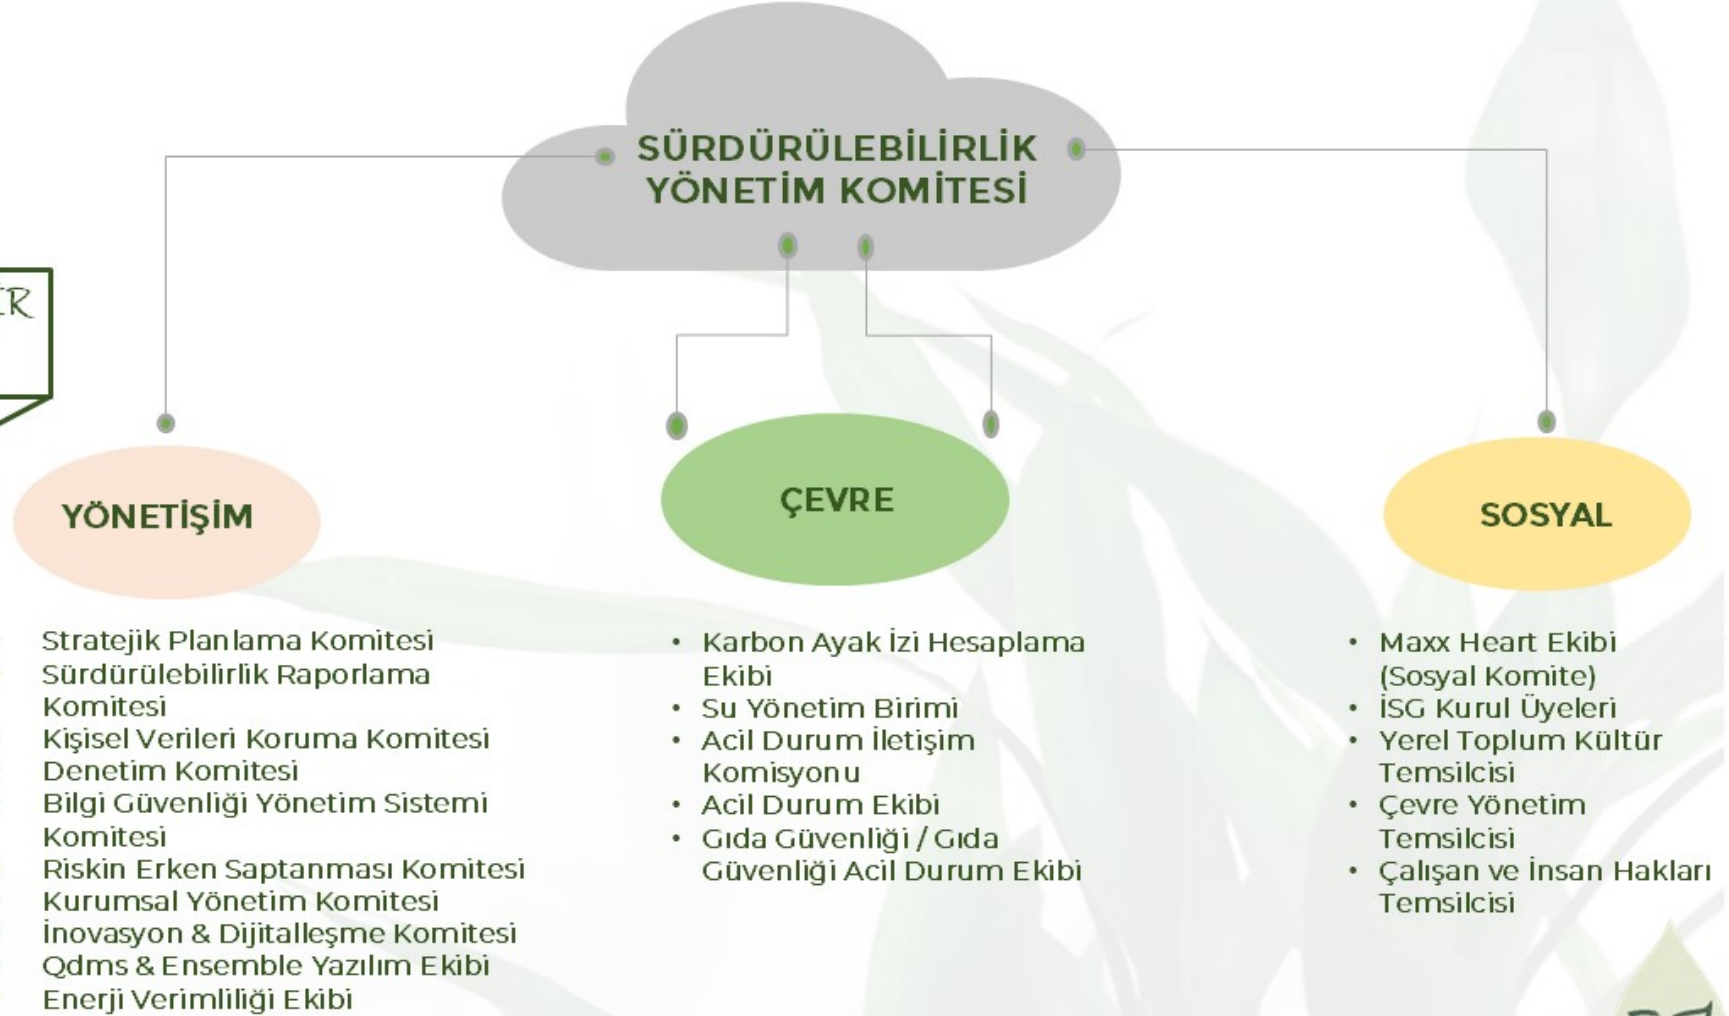 SÜRDÜRÜLEBİLİRLİK
YÖNETİM KOMİTESİ
İR
YÖNETİŞİM
Stratejik Planlama Komitesi
Sürdürülebilirlik Raporlama
Komitesi
Kişisel Verileri Koruma Komitesi
Denetim Komitesi
Bilgi Güvenliği Yönetim Sistemi
Komitesi
Riskin Erken Saptanması Komitesi
Kurumsal Yönetim Komitesi
İnovasyon & Dijitalleşme Komitesi
Qdms & Ensemble Yazılım Ekibi
Enerji Verimliliği Ekibi
ÇEVRE
• Karbon Ayak İzi Hesaplama
Ekibi
• Su Yönetim Birimi
• Acil Durum İletişim
Komisyonu
• Acil Durum Ekibi
• Gıda Güvenliği / Gıda
Güvenliği Acil Durum Ekibi
SOSYAL
• Maxx Heart Ekibi
(Sosyal Komite)
• İSG Kurul Üyeleri
• Yerel Toplum Kültür
Temsilcisi
• Çevre Yönetim
Temsilcisi
• Çalışan ve İnsan Hakları
Temsilcisi